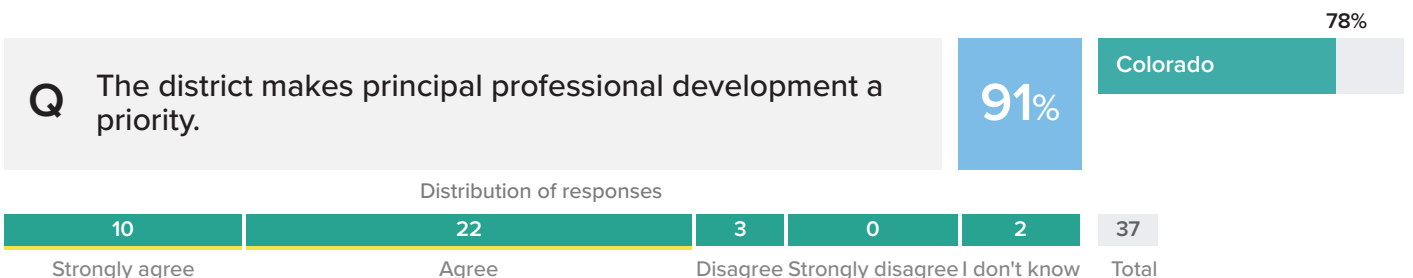 78%
Q The district makes principal professional development a
priority.
91%
Colorado
Distribution of responses
10 22 3 0 2 37
Strongly agree Agree Disagree Strongly disagree I don't know Total